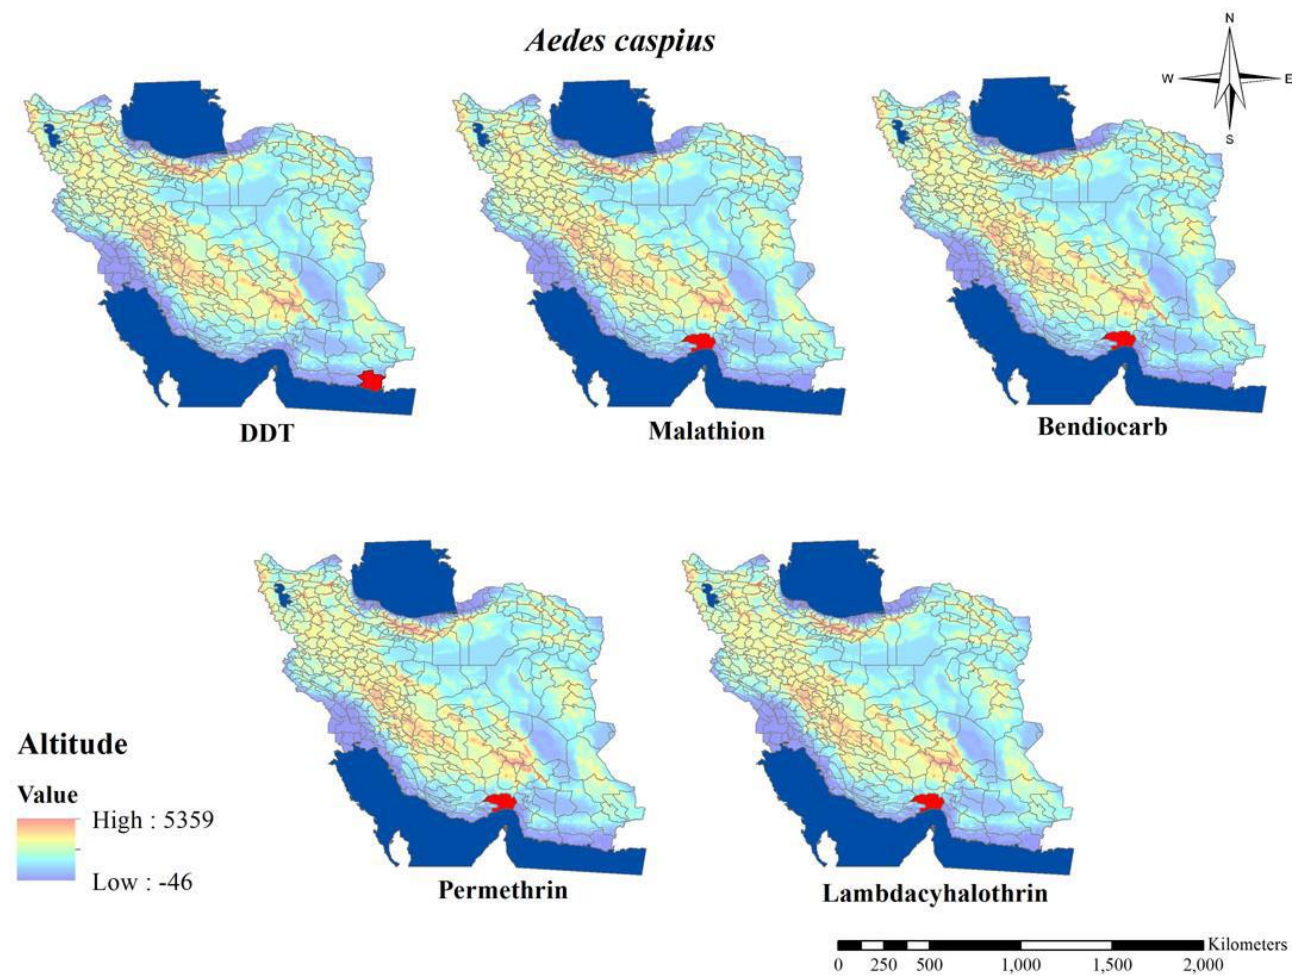 Aedes caspius
N
W E
S
DDT
Malathion
Bendiocarb
Permethrin
Lambdacyhalothrin
Altitude
Value
High : 5359
Low : -46
Kilometers
0 250 500 1,000 1,500 2,000